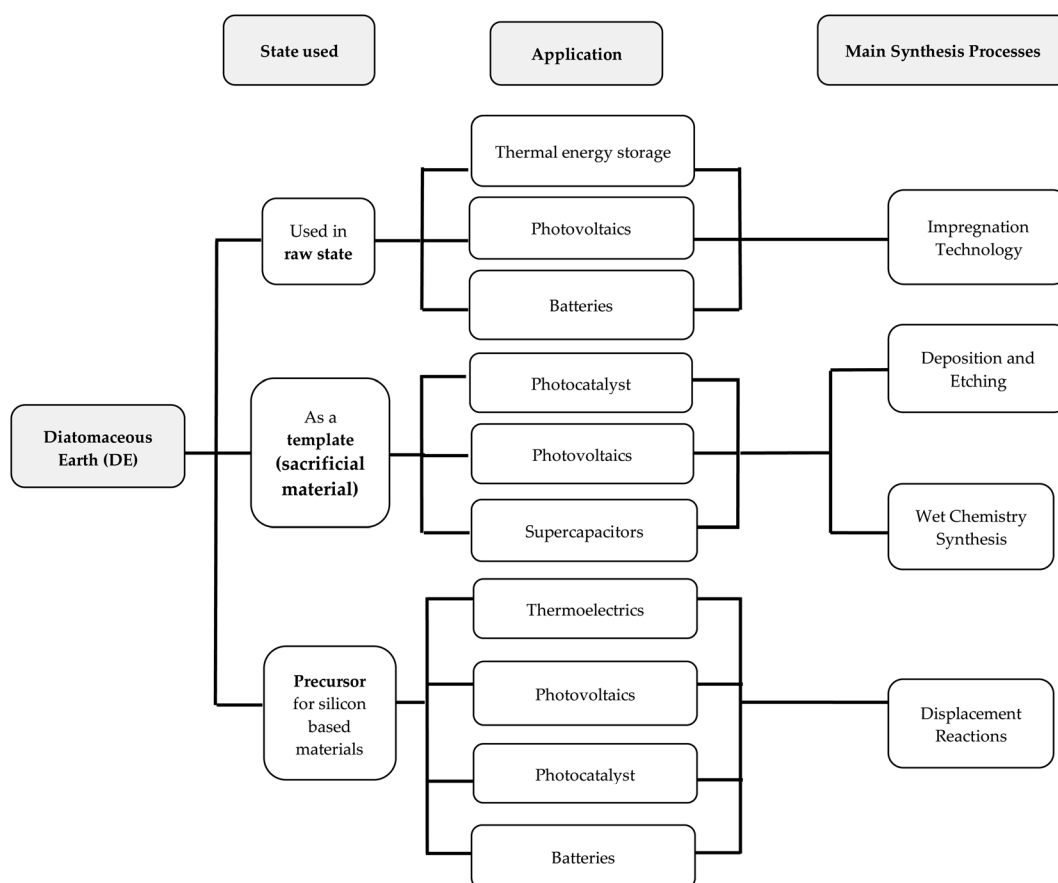 State used
Application
Main Synthesis Processes
Thermal energy storage
Used in
raw state
Photovoltaics
Impregnation
Technology
Batteries
Deposition and
Etching
Photocatalyst
Diatomaceous
Earth (DE)
As a
template
(sacrificial
material)
Photovoltaics
Supercapacitors
Wet Chemistry
Synthesis
Thermoelectrics
Precursor
for silicon
based
materials
Photovoltaics
Displacement
Reactions
Photocatalyst
Batteries